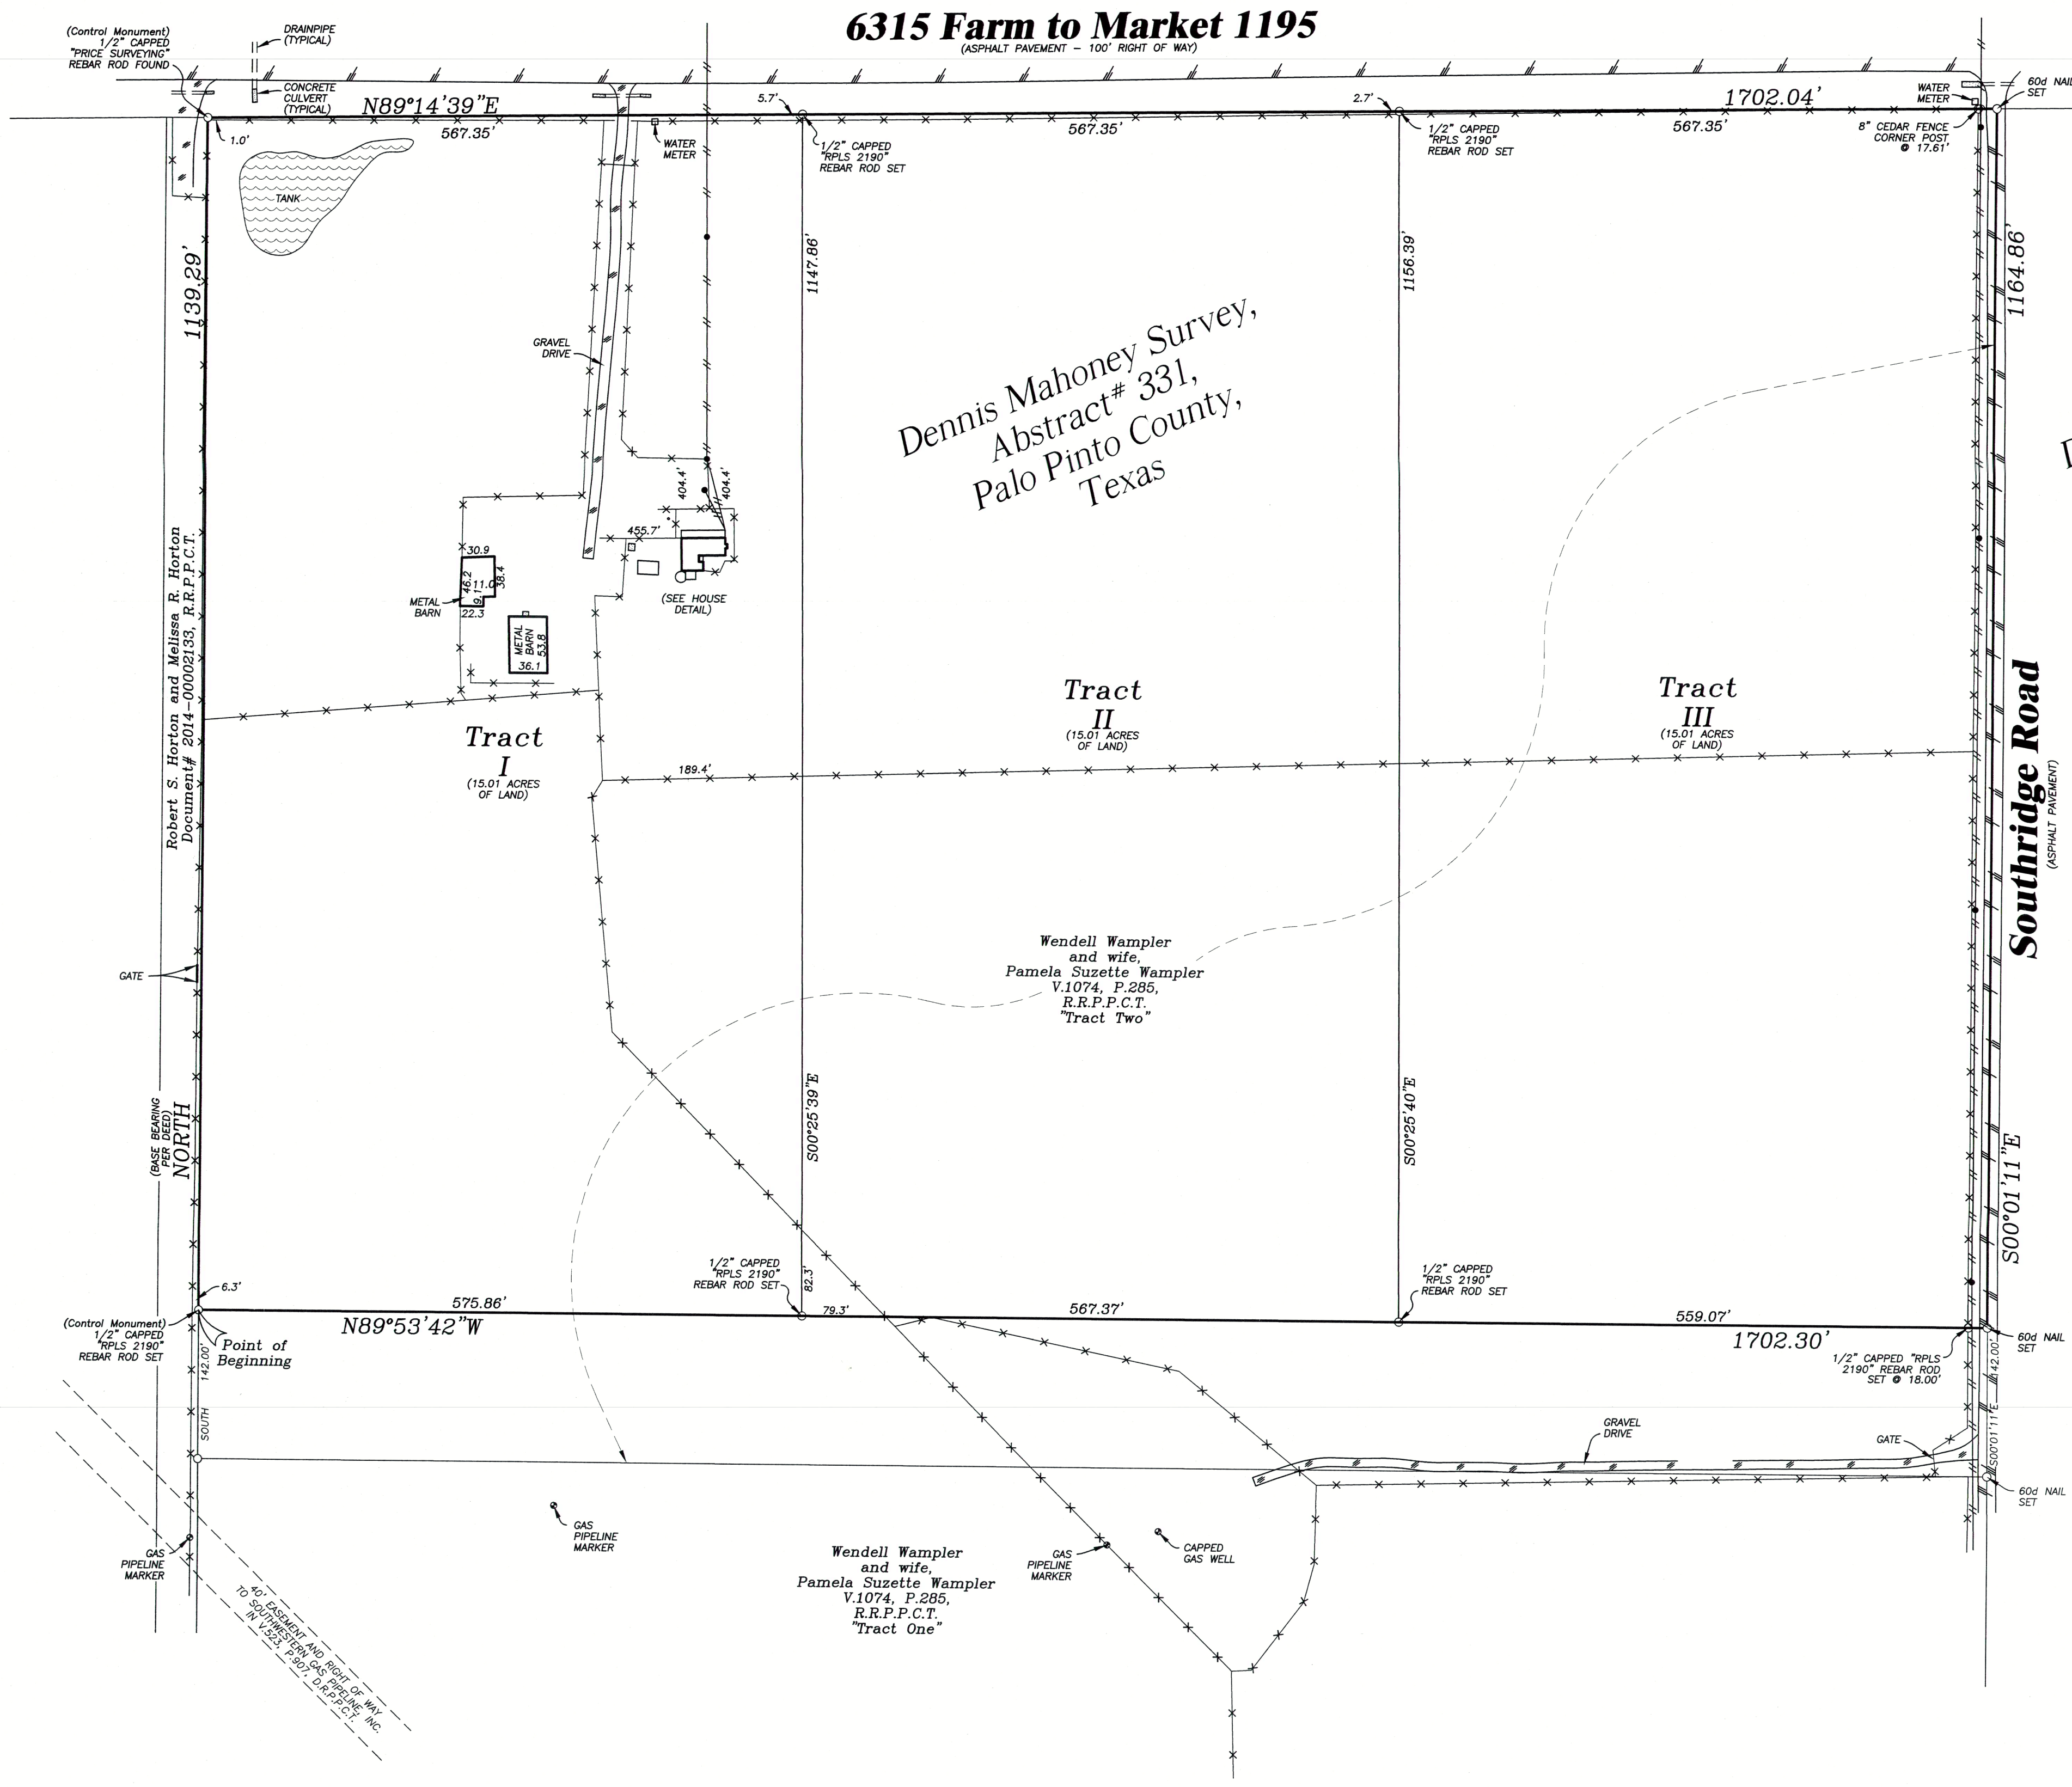 6315 Farm to Market 1195
(ASPHALT PAVEMENT - 100' RIGHT OF WAY)
(Control Monument)
1/2" CAPPED
"PRICE SURVEYING"
REBAR ROD FOUND
DRAINPIPE
(TYPICAL)
CONCRETE
CULVERT
(TYPICAL)
N89°14'39"E
1702.04'
60d NAIL
SET
WATER
METER
8" CEDAR FENCE
CORNER POST
@ 17.61'
1.0'
567.35'
WATER
METER
5.7'
1/2" CAPPED
"RPLS 2190"
REBAR ROD SET
567.35'
2.7'
1/2" CAPPED
"RPLS 2190"
REBAR ROD SET
567.35'
TANK
1139.29'
1147.86'
1156.39'
1164.86'
GRAVEL
DRIVE
Dennis Mahoney Survey,
Abstract# 331,
Palo Pinto County,
Texas
D
404.4'
404.4'
455.7'
30.9
46.2
38.4
11.0
9.1
22.3
METAL
BARN
METAL
BARN
53.8
36.1
(SEE HOUSE
DETAIL)
Robert S. Horton and Melissa R. Horton
Document# 2014-00002133, R.R.P.P.C.T.
Tract
I
(15.01 ACRES
OF LAND)
Tract
II
(15.01 ACRES
OF LAND)
Tract
III
(15.01 ACRES
OF LAND)
Southridge Road
(ASPHALT PAVEMENT)
189.4'
GATE
Wendell Wampler
and wife,
Pamela Suzette Wampler
V.1074, P.285,
R.R.P.P.C.T.
"Tract Two"
(BASE BEARING
PER DEED)
NORTH
S00°25'39"E
S00°25'40"E
S00°01'11"E
6.3'
575.86'
N89°53'42"W
(Control Monument)
1/2" CAPPED
"RPLS 2190"
REBAR ROD SET
Point of
Beginning
1/2" CAPPED
"RPLS 2190"
REBAR ROD SET
82.3'
79.3'
567.37'
1/2" CAPPED
"RPLS 2190"
REBAR ROD SET
559.07'
1702.30'
60d NAIL
SET
1/2" CAPPED "RPLS
2190" REBAR ROD
SET @ 18.00'
142.00'
SOUTH
142.00'
S00°01'11"E
GRAVEL
DRIVE
GATE
60d NAIL
SET
GAS
PIPELINE
MARKER
GAS
PIPELINE
MARKER
GAS
PIPELINE
MARKER
CAPPED
GAS WELL
Wendell Wampler
and wife,
Pamela Suzette Wampler
V.1074, P.285,
R.R.P.P.C.T.
"Tract One"
40' EASEMENT AND RIGHT OF WAY
TO SOUTHWESTERN GAS PIPELINE, INC.
IN V.523, P.907, D.R.P.P.C.T.